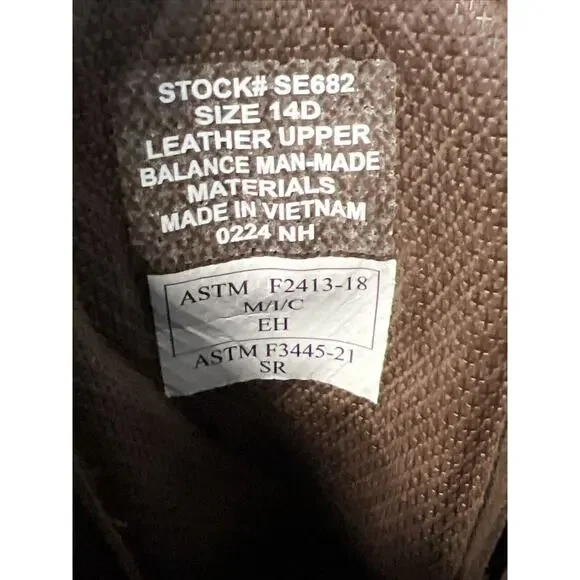 STOCK# SE682
SIZE 14D
LEATHER UPPER
BALANCE MAN-MADE
MATERIALS
MADE IN VIETNAM
0224 NH
ASTM F2413-18
M/I/C
EH
ASTM F3445-21
SR